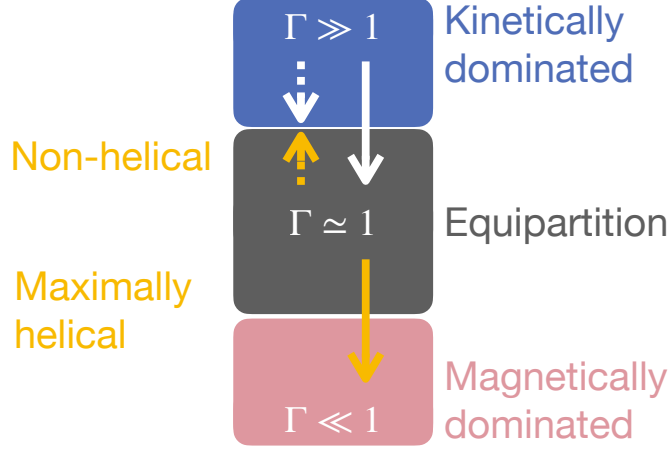 Γ ≫ 1
Kinetically
dominated
Non-helical
Γ ≃ 1
Equipartition
Maximally
helical
Γ ≪ 1
Magnetically
dominated